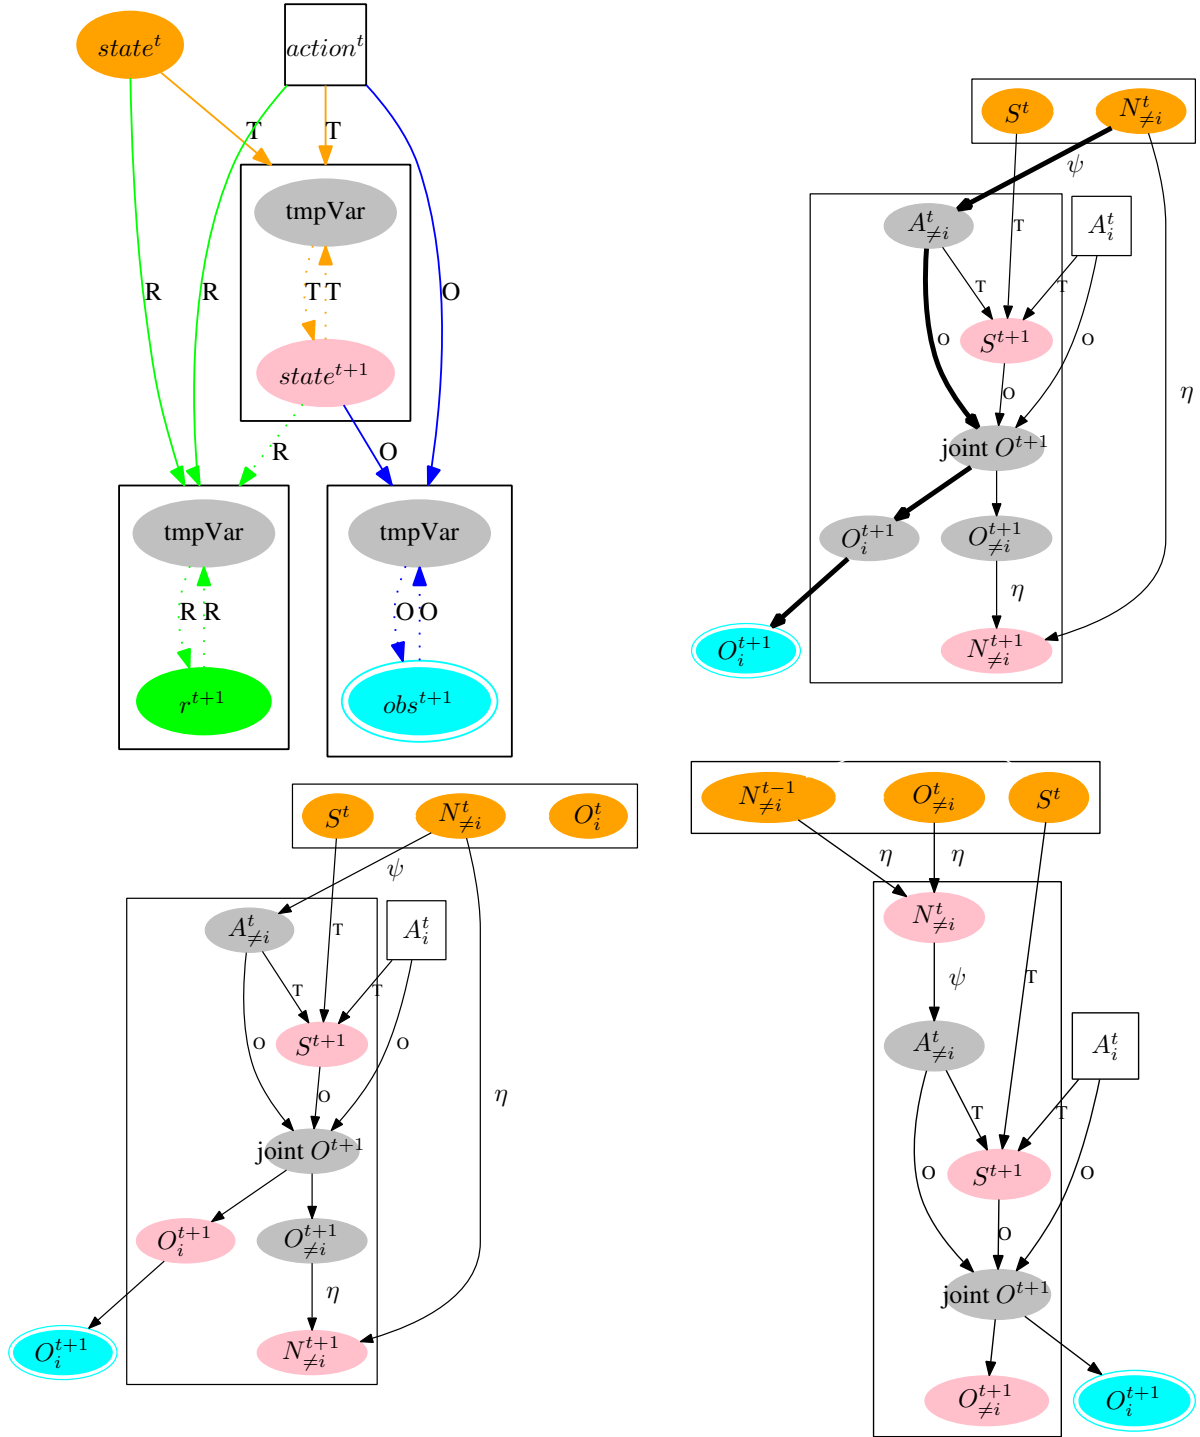 state^t
action^t
T T
tmpVar
T T
R R O
state^{t+1}
R O
tmpVar tmpVar
R R O O
r^{t+1} obs^{t+1}
S^t N^t_{≠i}
ψ
A^t_{≠i} A^t_i
T
T T
S^{t+1}
O O
O
η
joint O^{t+1}
O^{t+1}_i O^{t+1}_{≠i}
η
O^{t+1}_i N^{t+1}_{≠i}
S^t N^t_{≠i} O^t_i
ψ
A^t_{≠i} T A^t_i
T T
S^{t+1}
O O
O
η
joint O^{t+1}
O^{t+1}_i O^{t+1}_{≠i}
η
O^{t+1}_i N^{t+1}_{≠i}
N^{t-1}_{≠i} O^t_{≠i} S^t
η η
N^t_{≠i}
ψ T
A^t_{≠i} A^t_i
T T
S^{t+1}
O O
O
joint O^{t+1}
O^{t+1}_{≠i} O^{t+1}_i